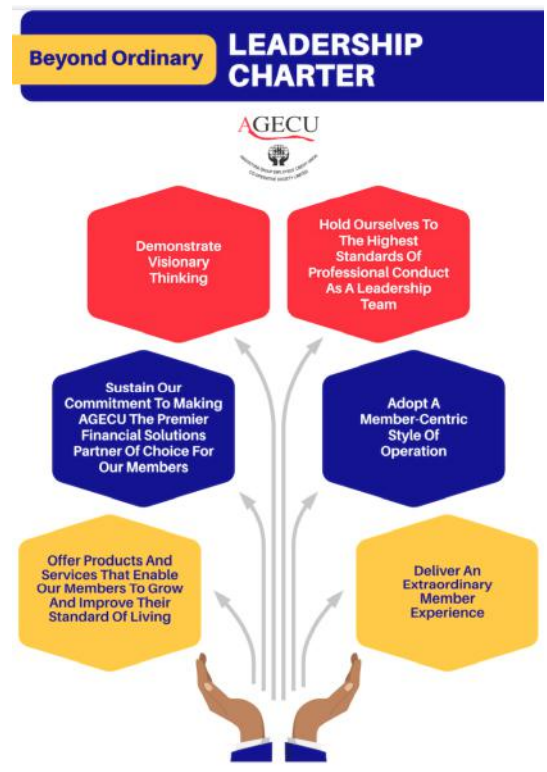 Beyond Ordinary
LEADERSHIP
CHARTER
AGECU
Demonstrate
Visionary
Thinking
Hold Ourselves To
The Highest
Standards Of
Professional Conduct
As A Leadership
Team
Sustain Our
Commitment To Making
AGECU The Premier
Financial Solutions
Partner Of Choice For
Our Members
Adopt A
Member-Centric
Style Of
Operation
Offer Products And
Services That Enable
Our Members To Grow
And Improve Their
Standard Of Living
Deliver An
Extraordinary
Member
Experience